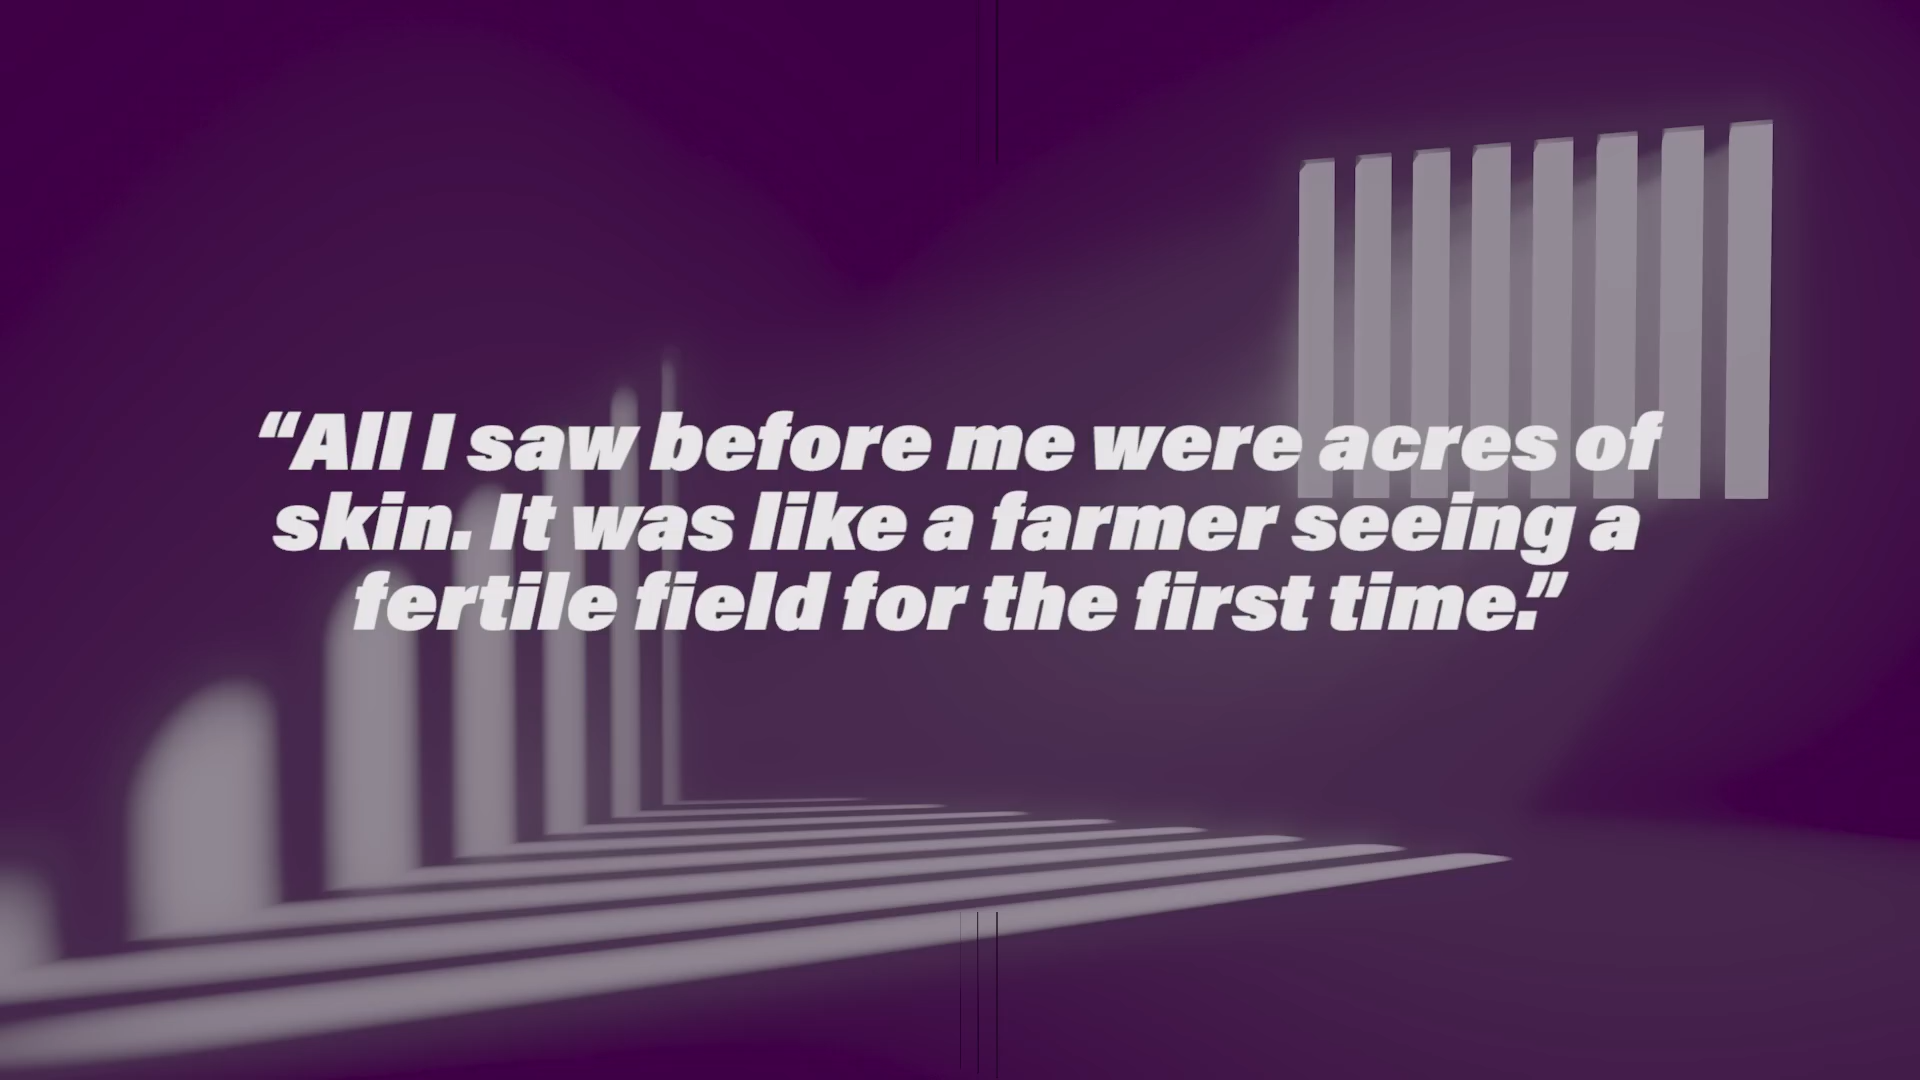 “All I saw before me were acres of
skin. It was like a farmer seeing a
fertile field for the first time.”